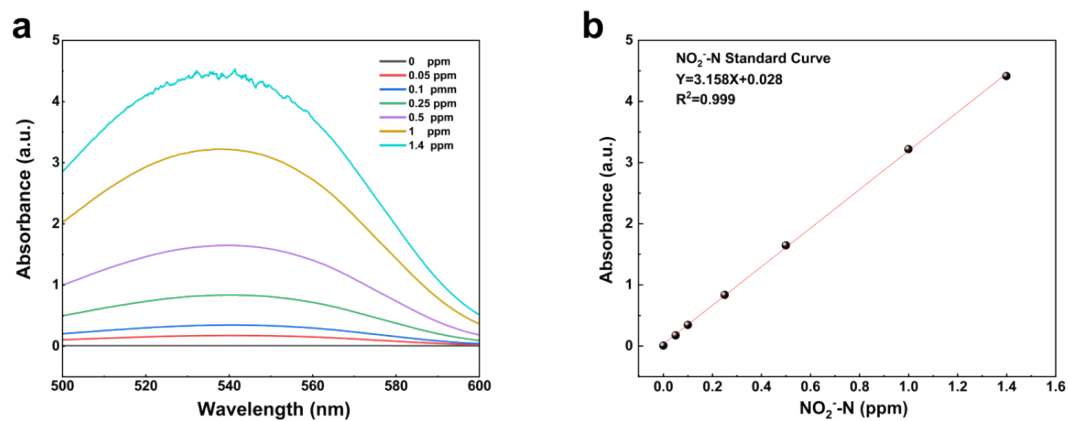 a
5
4
3
2
1
0
Absorbance (a.u.)
500
520
540
560
580
600
Wavelength (nm)
0 ppm
0.05 ppm
0.1 pmm
0.25 ppm
0.5 ppm
1 ppm
1.4 ppm
b
5
4
3
2
1
0
Absorbance (a.u.)
0.0
0.2
0.4
0.6
0.8
1.0
1.2
1.4
1.6
NO₂⁻-N (ppm)
NO₂⁻-N Standard Curve
Y=3.158X+0.028
R²=0.999